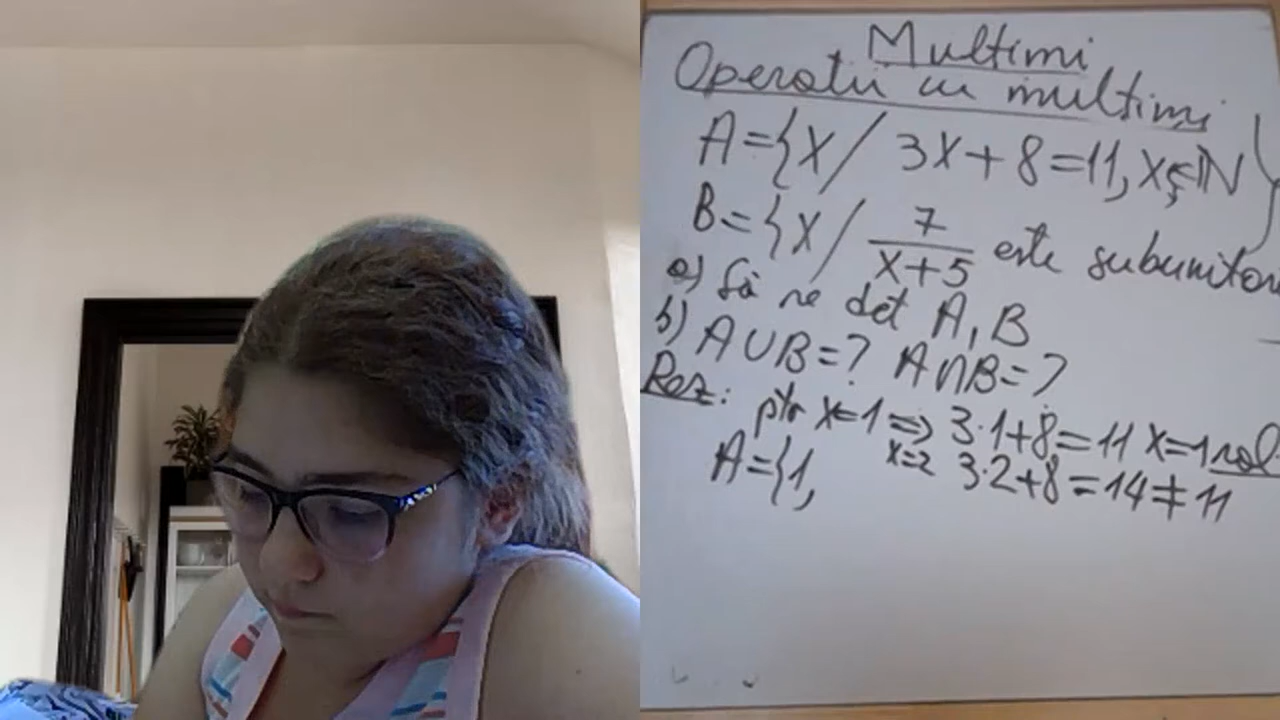 Multimi
Operatii cu multimi
A={x/ 3x+8=11, x∈N}
B={x/ 7/(x+5) este subunitar
a) Să se det A, B
b) A∪B=? A∩B=?
Rez: ptr x=1 ⇒ 3·1+8=11 x=1 sol
x=2 3·2+8=14≠11
A={1,